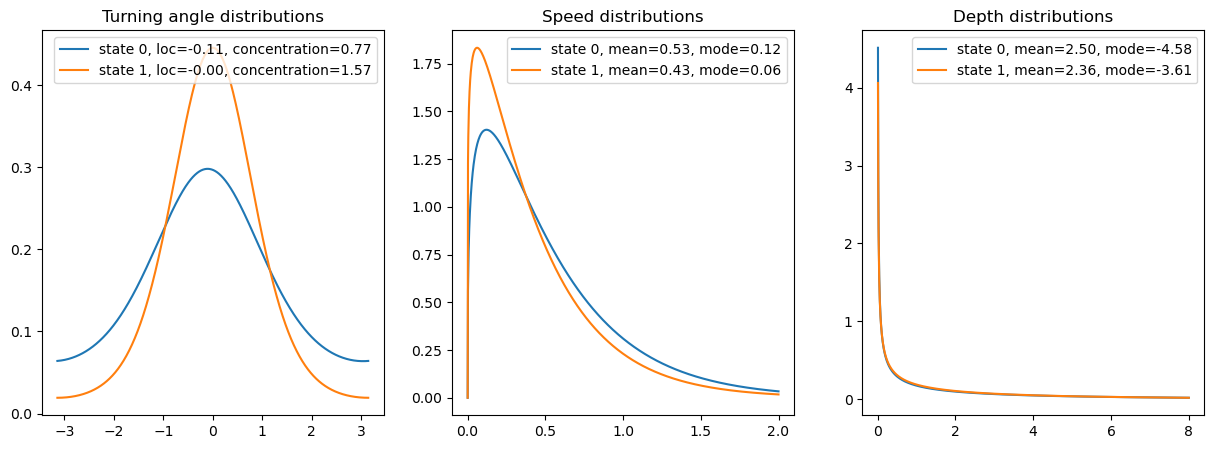 Turning angle distributions
state 0, loc=-0.11, concentration=0.77
state 1, loc=-0.00, concentration=1.57
0.4
0.3
0.2
0.1
0.0
−3 −2 −1 0 1 2 3
Speed distributions
state 0, mean=0.53, mode=0.12
state 1, mean=0.43, mode=0.06
1.75
1.50
1.25
1.00
0.75
0.50
0.25
0.00
0.0 0.5 1.0 1.5 2.0
Depth distributions
state 0, mean=2.50, mode=-4.58
state 1, mean=2.36, mode=-3.61
4
3
2
1
0
0 2 4 6 8